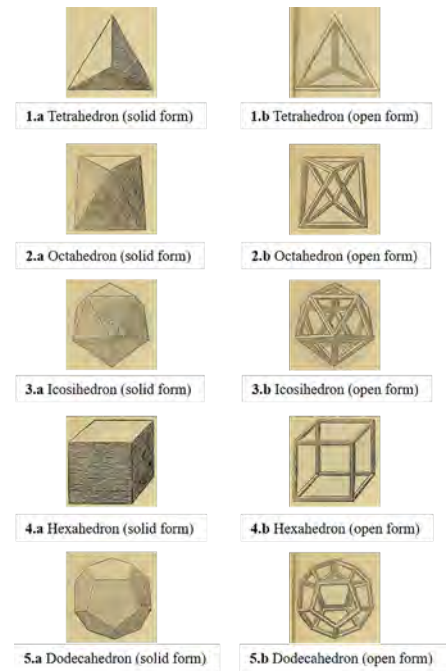 1.a Tetrahedron (solid form)
1.b Tetrahedron (open form)
2.a Octahedron (solid form)
2.b Octahedron (open form)
3.a Icosihedron (solid form)
3.b Icosihedron (open form)
4.a Hexahedron (solid form)
4.b Hexahedron (open form)
5.a Dodecahedron (solid form)
5.b Dodecahedron (open form)